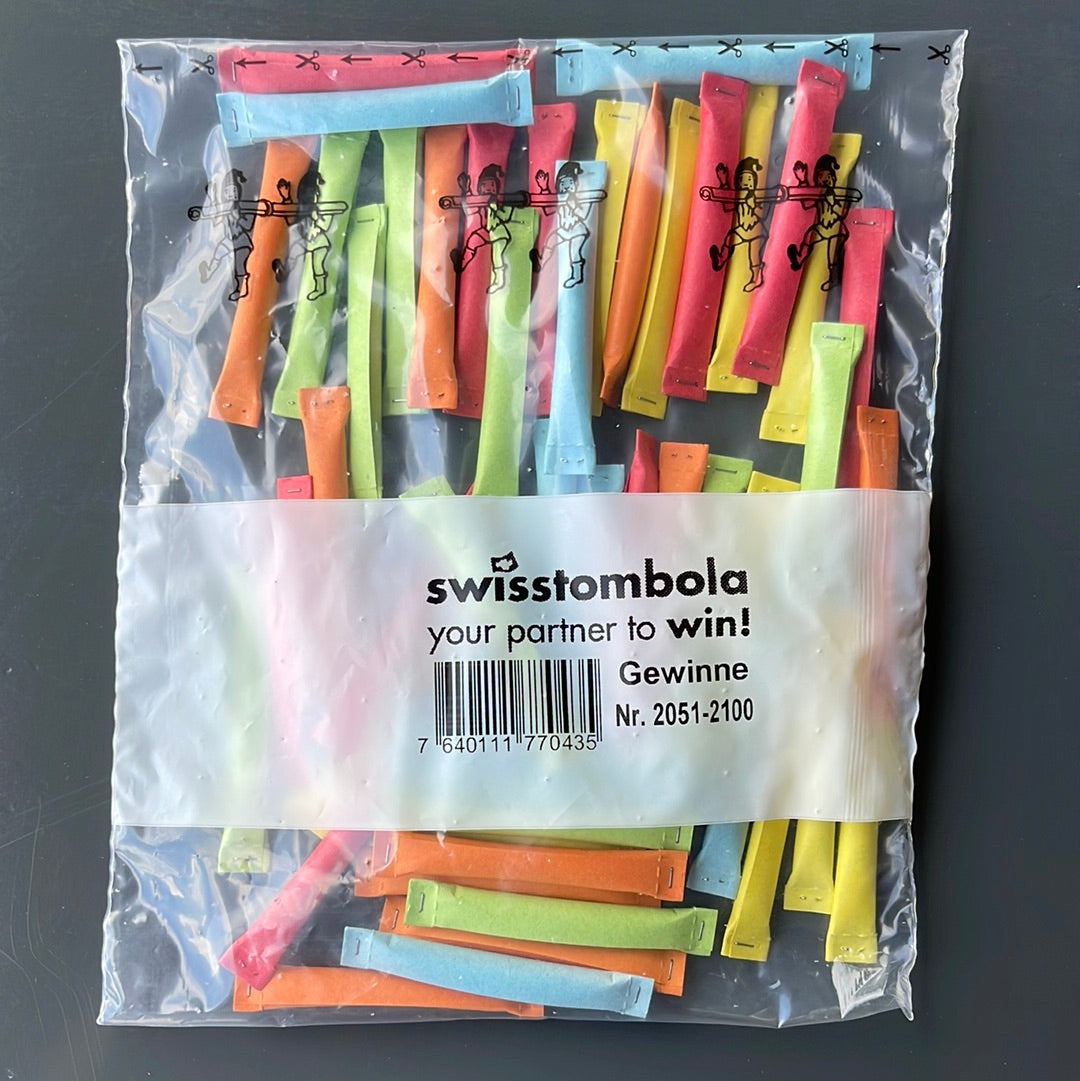 swisstombola
your partner to win!
Gewinne
Nr. 2051-2100
7 640111 770435